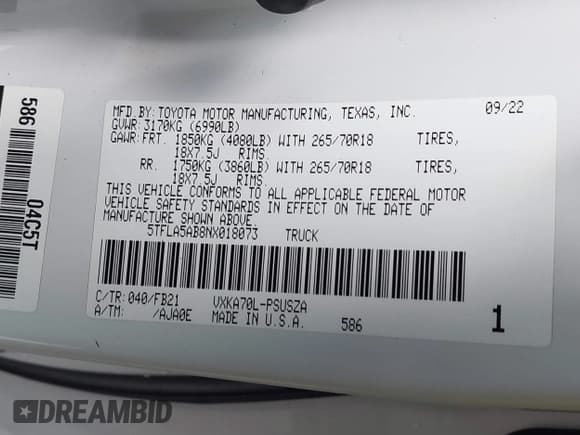 MFD.BY: TOYOTA MOTOR MANUFACTURING, TEXAS, INC. 09/22
GVWR: 3170KG (6990LB)
GAWR: FRT. 1850KG (4080LB) WITH 265/70R18 TIRES,
18X7.5J RIMS.
RR. 1750KG (3860LB) WITH 265/70R18 TIRES,
18X7.5J RIMS.
THIS VEHICLE CONFORMS TO ALL APPLICABLE FEDERAL MOTOR
VEHICLE SAFETY STANDARDS IN EFFECT ON THE DATE OF
MANUFACTURE SHOWN ABOVE.
5TFLA5AB8NX018073 TRUCK
C/TR: 040/FB21 VXKA70L-PSUSZA
A/TM: /AJA0E MADE IN U.S.A. 586 1
586 04C5T
DREAMBID